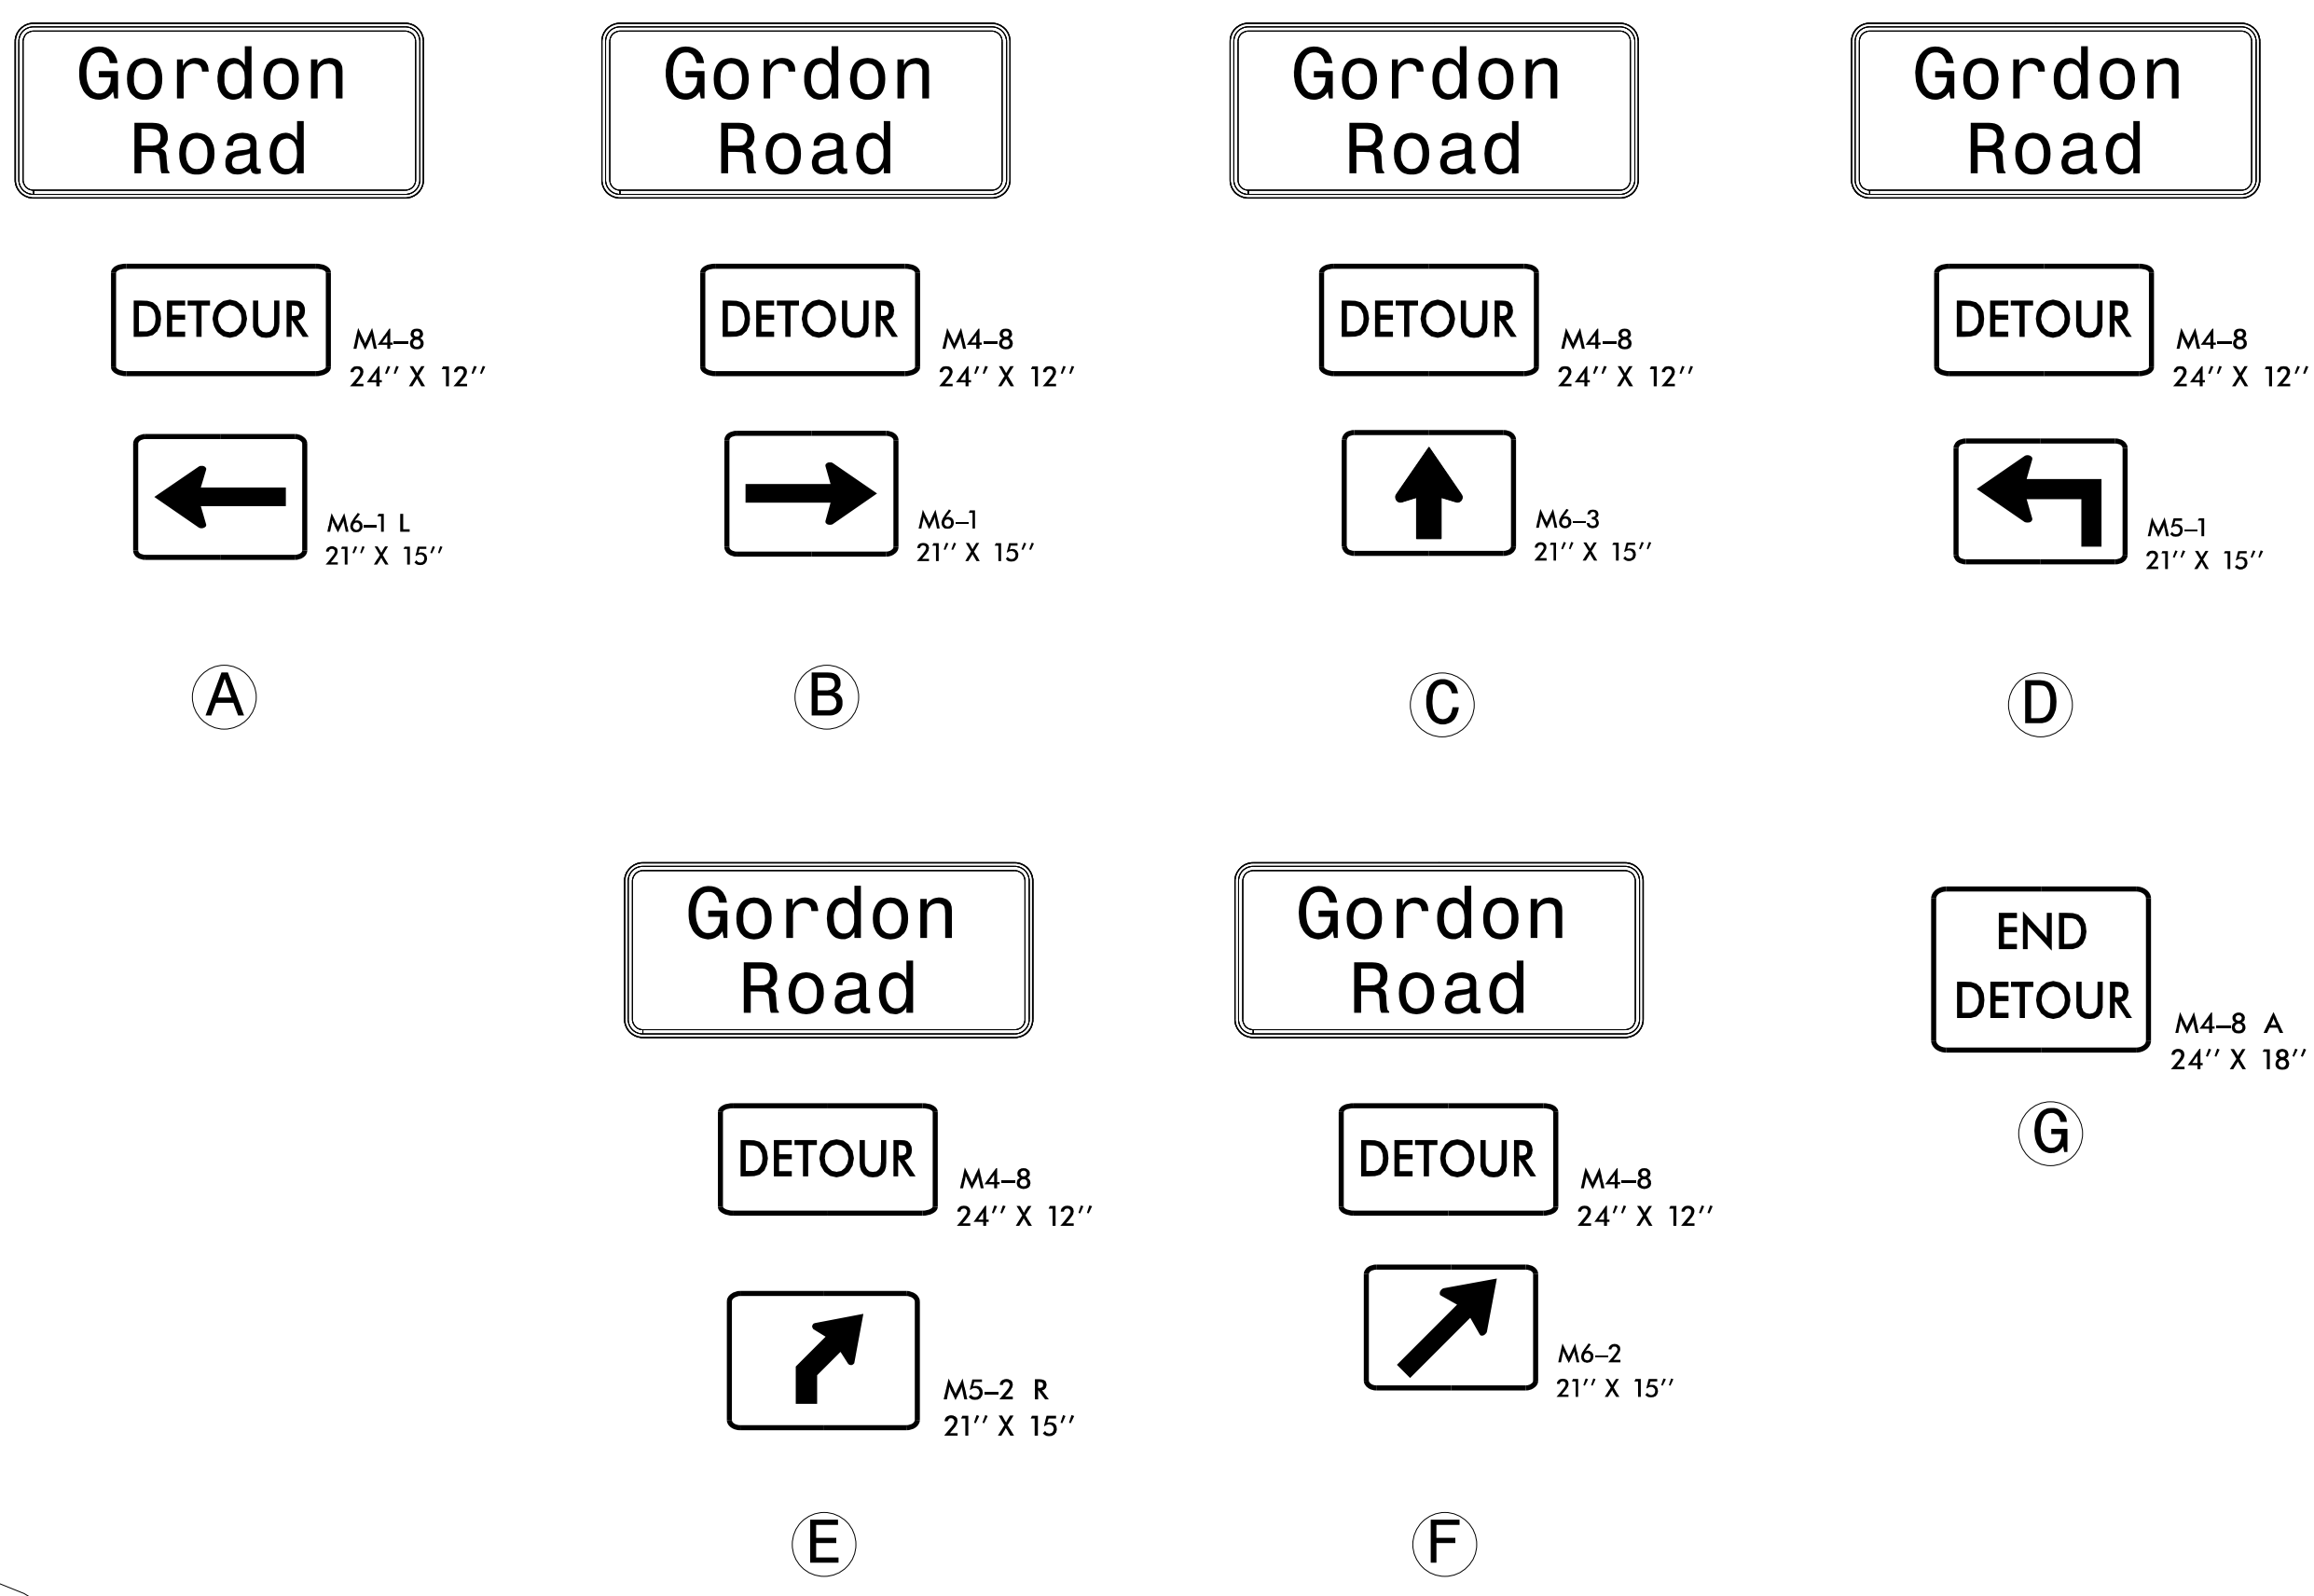 Gordon
Road
DETOUR
M4-8
24'' X 12''
M6-1 L
21'' X 15''
A
Gordon
Road
DETOUR
M4-8
24'' X 12''
M6-1
21'' X 15''
B
Gordon
Road
DETOUR
M4-8
24'' X 12''
M6-3
21'' X 15''
C
Gordon
Road
DETOUR
M4-8
24'' X 12''
M5-1
21'' X 15''
D
Gordon
Road
DETOUR
M4-8
24'' X 12''
M5-2 R
21'' X 15''
E
Gordon
Road
DETOUR
M4-8
24'' X 12''
M6-2
21'' X 15''
F
END
DETOUR
M4-8 A
24'' X 18''
G